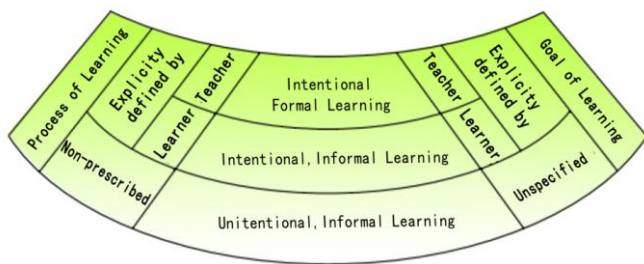 Process of Learning
Explicity
defined by
Teacher
Learner
Non-prescribed
Intentional
Formal Learning
Intentional, Informal Learning
Unitentional, Informal Learning
Teacher
Learner
Explicity
defined by
Unspecified
Goal of Learning